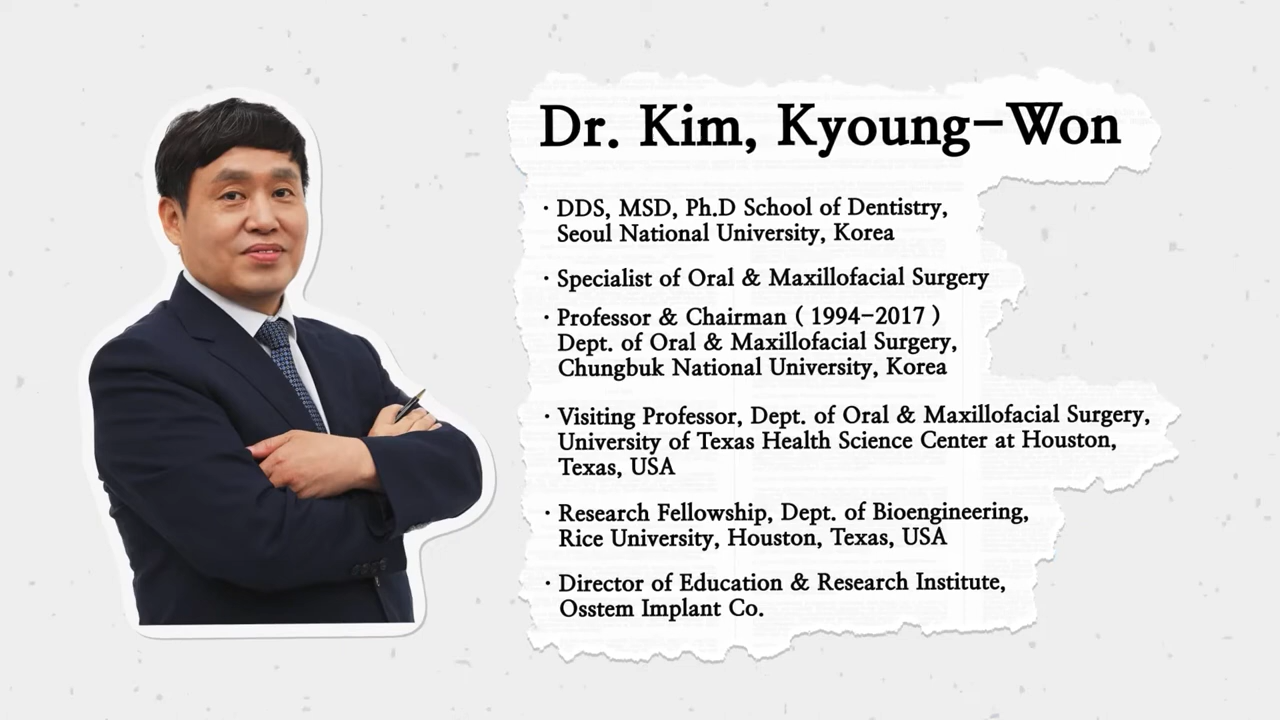 Dr. Kim, Kyoung-Won
· DDS, MSD, Ph.D School of Dentistry,
Seoul National University, Korea
· Specialist of Oral & Maxillofacial Surgery
· Professor & Chairman ( 1994-2017 )
Dept. of Oral & Maxillofacial Surgery,
Chungbuk National University, Korea
· Visiting Professor, Dept. of Oral & Maxillofacial Surgery,
University of Texas Health Science Center at Houston,
Texas, USA
· Research Fellowship, Dept. of Bioengineering,
Rice University, Houston, Texas, USA
· Director of Education & Research Institute,
Osstem Implant Co.